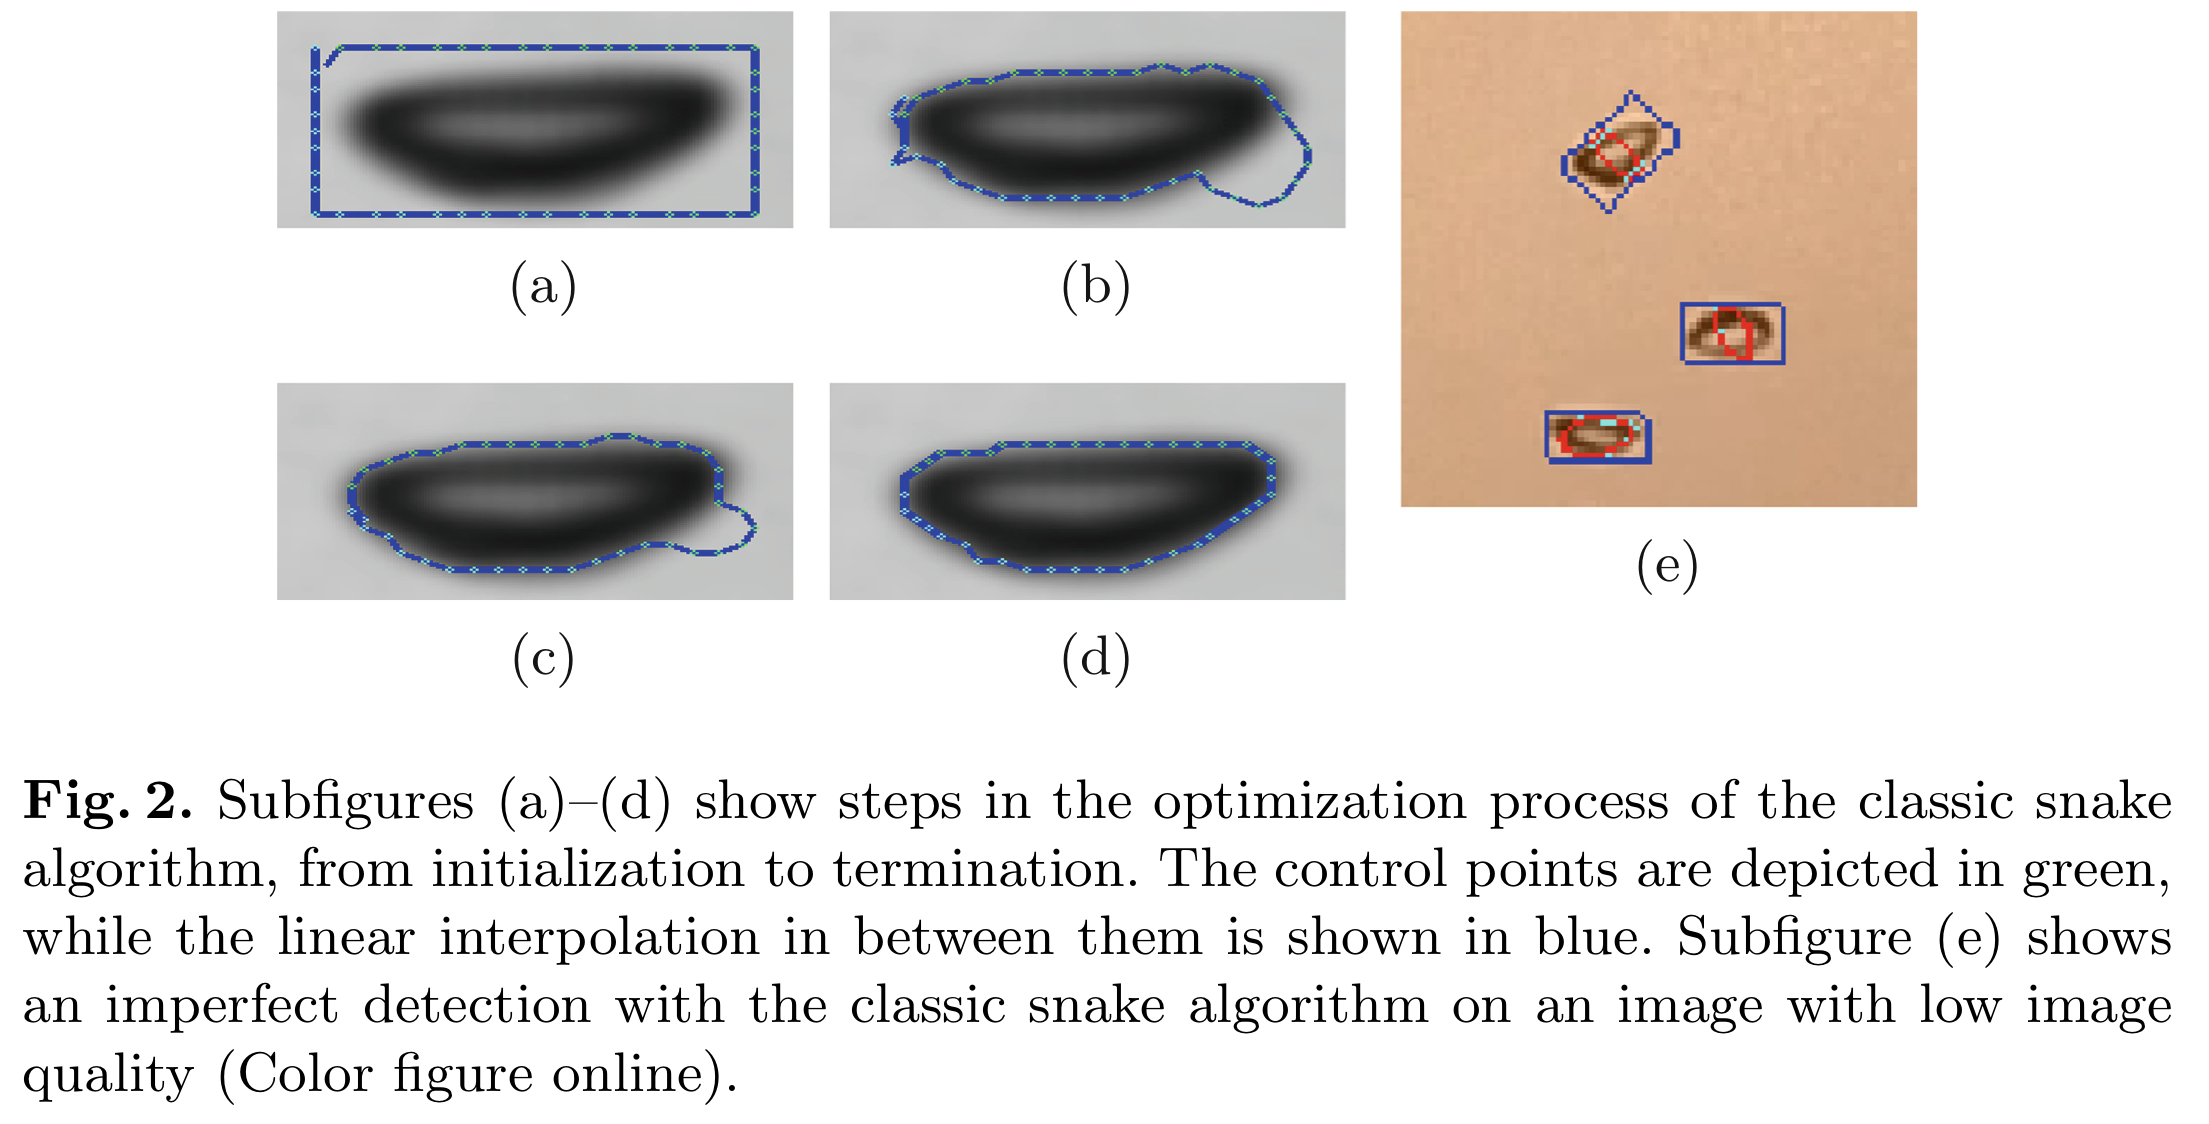 (a)
(b)
(c)
(d)
(e)
Fig. 2. Subfigures (a)–(d) show steps in the optimization process of the classic snake
algorithm, from initialization to termination. The control points are depicted in green,
while the linear interpolation in between them is shown in blue. Subfigure (e) shows
an imperfect detection with the classic snake algorithm on an image with low image
quality (Color figure online).